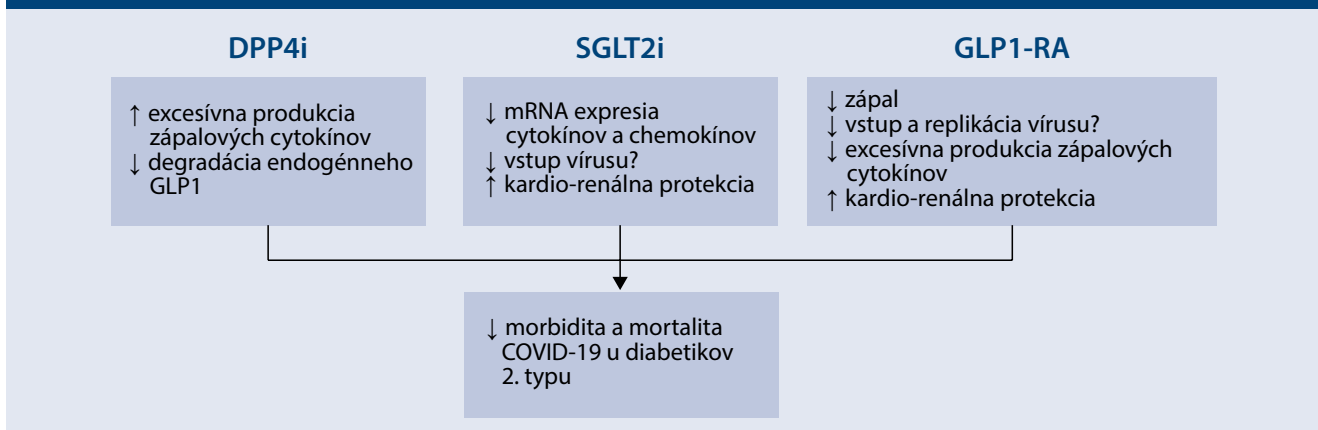 DPP4i
↑ excesívna produkcia
zápalových cytokínov
↓ degradácia endogénneho
GLP1
SGLT2i
↓ mRNA expresia
cytokínov a chemokínov
↓ vstup vírusu?
↑ kardio-renálna protekcia
GLP1-RA
↓ zápal
↓ vstup a replikácia vírusu?
↓ excesívna produkcia zápalových
cytokínov
↑ kardio-renálna protekcia
↓ morbidita a mortalita
COVID-19 u diabetikov
2. typu